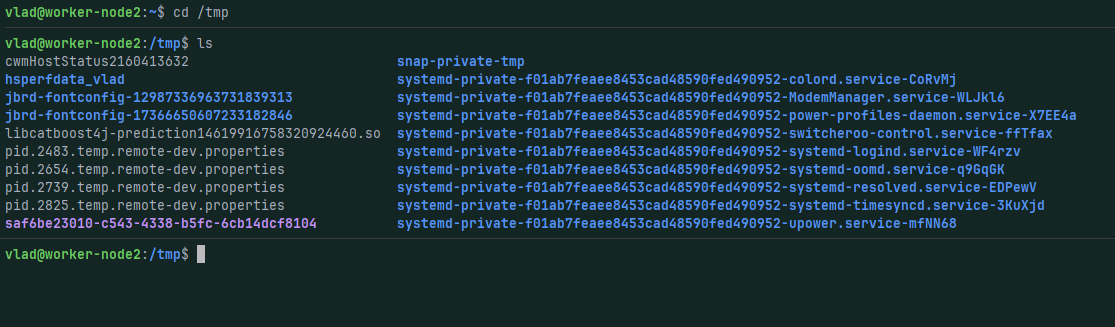 vlad@worker-node2:~$ cd /tmp
vlad@worker-node2:/tmp$ ls
cwmHostStatus2160413632 snap-private-tmp
hsperfdata_vlad systemd-private-f01ab7feaee8453cad48590fed490952-colord.service-CoRvMj
jbrd-fontconfig-12987336963731839313 systemd-private-f01ab7feaee8453cad48590fed490952-ModemManager.service-WLJkl6
jbrd-fontconfig-17366650607233182846 systemd-private-f01ab7feaee8453cad48590fed490952-power-profiles-daemon.service-X7EE4a
libcatboost4j-prediction14619916758320924460.so systemd-private-f01ab7feaee8453cad48590fed490952-switcheroo-control.service-ffTfax
pid.2483.temp.remote-dev.properties systemd-private-f01ab7feaee8453cad48590fed490952-systemd-logind.service-WF4rzv
pid.2654.temp.remote-dev.properties systemd-private-f01ab7feaee8453cad48590fed490952-systemd-oomd.service-q9GqGK
pid.2739.temp.remote-dev.properties systemd-private-f01ab7feaee8453cad48590fed490952-systemd-resolved.service-EDPewV
pid.2825.temp.remote-dev.properties systemd-private-f01ab7feaee8453cad48590fed490952-systemd-timesyncd.service-3KuXjd
saf6be23010-c543-4338-b5fc-6cb14dcf8104 systemd-private-f01ab7feaee8453cad48590fed490952-upower.service-mfNN68
vlad@worker-node2:/tmp$